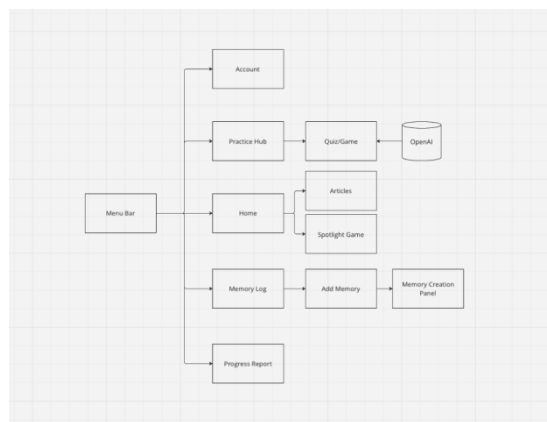 Account
Practice Hub
Quiz/Game
OpenAI
Articles
Menu Bar
Home
Spotlight Game
Memory Log
Add Memory
Memory Creation
Panel
Progress Report